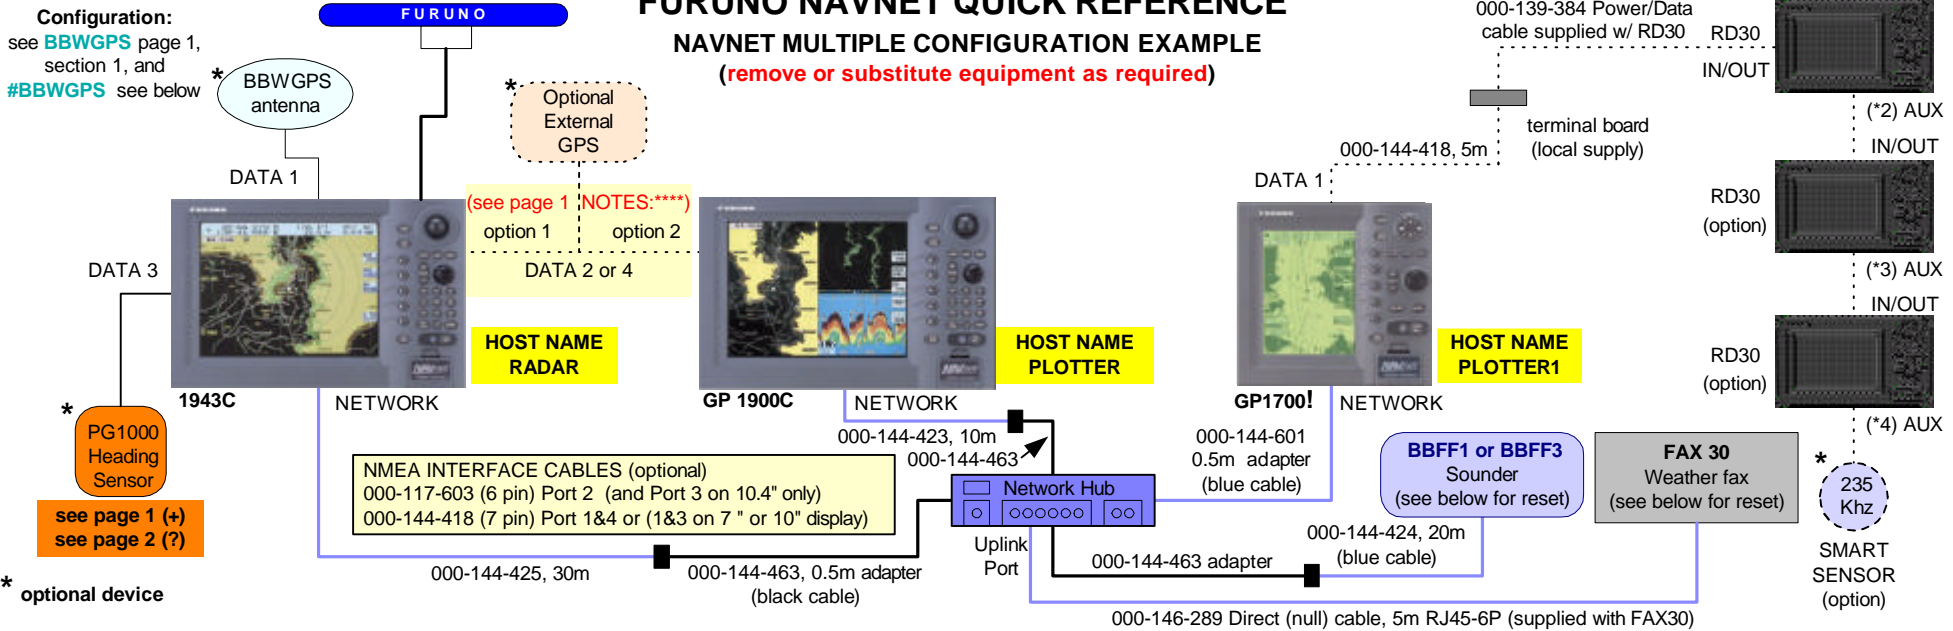 FURUNO NAVNET QUICK REFERENCE
NAVNET MULTIPLE CONFIGURATION EXAMPLE
(remove or substitute equipment as required)
Configuration:
see BBWGPS page 1,
section 1, and
#BBWGPS see below
FURUNO
*
BBWGPS
antenna
DATA 1
*
Optional
External
GPS
(see page 1 NOTES:****)
option 1
option 2
DATA 2 or 4
DATA 3
HOST NAME
RADAR
1943C
NETWORK
HOST NAME
PLOTTER
GP 1900C
NETWORK
000-139-384 Power/Data
cable supplied w/ RD30
RD30
IN/OUT
terminal board
(local supply)
000-144-418, 5m
DATA 1
HOST NAME
PLOTTER1
GP1700!
NETWORK
(*2) AUX
IN/OUT
RD30
(option)
(*3) AUX
IN/OUT
RD30
(option)
(*4) AUX
*
235
Khz
SMART
SENSOR
(option)
*
PG1000
Heading
Sensor
see page 1 (+)
see page 2 (?)
* optional device
NMEA INTERFACE CABLES (optional)
000-117-603 (6 pin) Port 2 (and Port 3 on 10.4" only)
000-144-418 (7 pin) Port 1&4 or (1&3 on 7 " or 10" display)
000-144-423, 10m
000-144-463
Network Hub
Uplink
Port
000-144-601
0.5m adapter
(blue cable)
BBFF1 or BBFF3
Sounder
(see below for reset)
FAX 30
Weather fax
(see below for reset)
000-144-424, 20m
(blue cable)
000-144-463 adapter
000-144-425, 30m
000-144-463, 0.5m adapter
(black cable)
000-146-289 Direct (null) cable, 5m RJ45-6P (supplied with FAX30)